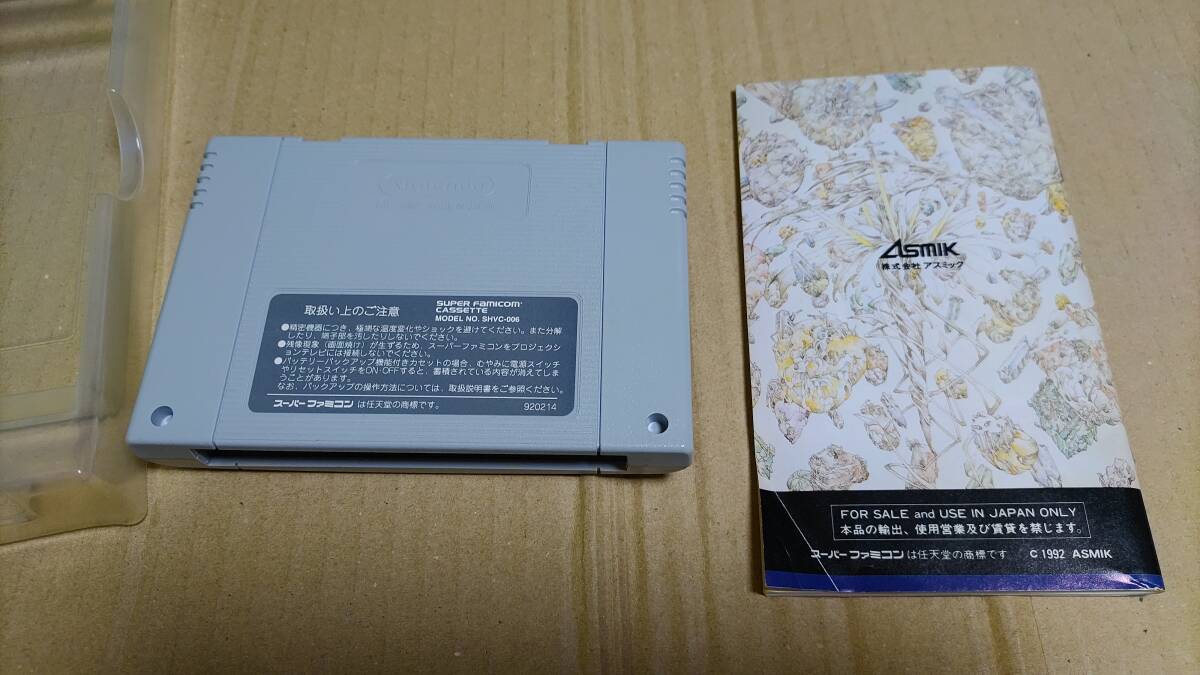 Nintendo
取扱い上のご注意
SUPER FAMICOM
CASSETTE
MODEL NO. SHVC-006
●精密機器につき、極端な温度変化やショックを避けてください。また分解
したり、端子部を汚したりしないでください。
●残像現象(画面焼け)が生ずるため、スーパーファミコンをプロジェクシ
ョンテレビには接続しないでください。
●バッテリーバックアップ機能付きカセットの場合、むやみに電源スイッチ
やリセットスイッチをON·OFFすると、蓄積されている内容が消えてしま
うことがあります。
なお、バックアップの操作方法については、取扱説明書をご参照ください。
スーパーファミコンは任天堂の商標です。
920214
ASMIK
株式会社 アスミック
FOR SALE and USE IN JAPAN ONLY
本品の輸出、使用営業及び賃貸を禁じます。
スーパーファミコンは任天堂の商標です
© 1992 ASMIK